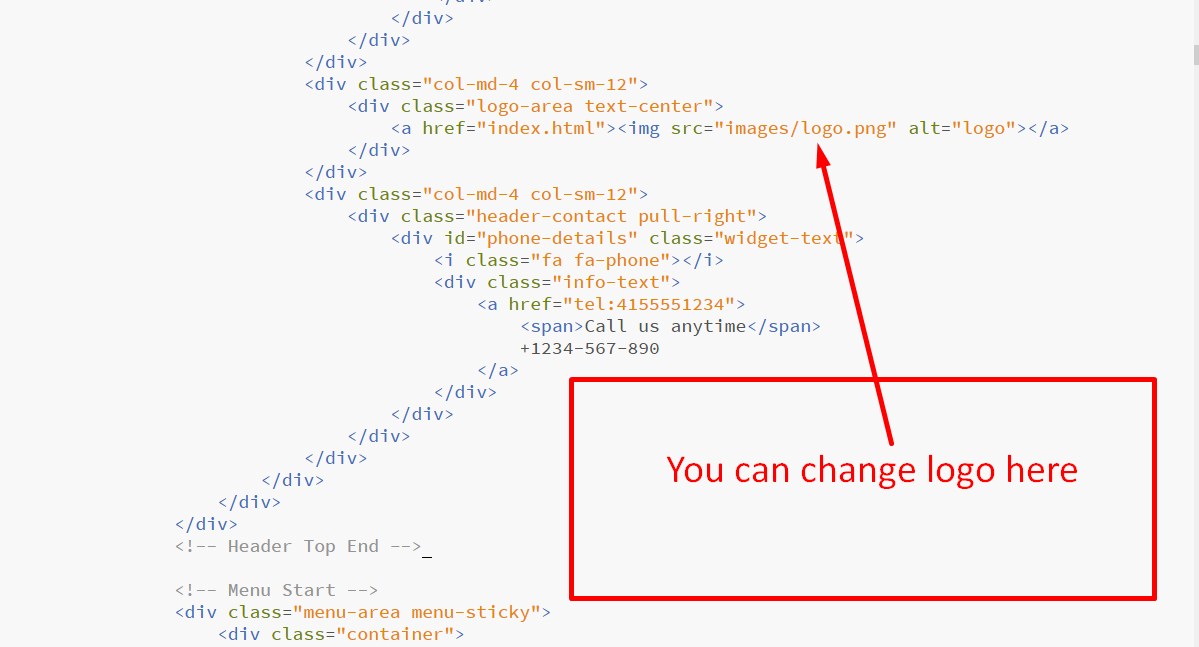 </div>
</div>
</div>
</div>
<div class="col-md-4 col-sm-12">
<div class="logo-area text-center">
<a href="index.html"><img src="images/logo.png" alt="logo"></a>
</div>
</div>
<div class="col-md-4 col-sm-12">
<div class="header-contact pull-right">
<div id="phone-details" class="widget-text">
<i class="fa fa-phone"></i>
<div class="info-text">
<a href="tel:4155551234">
<span>Call us anytime</span>
+1234-567-890
</a>
</div>
</div>
</div>
</div>
</div>
</div>
</div>
<!-- Header Top End -->
You can change logo here
<!-- Menu Start -->
<div class="menu-area menu-sticky">
<div class="container">